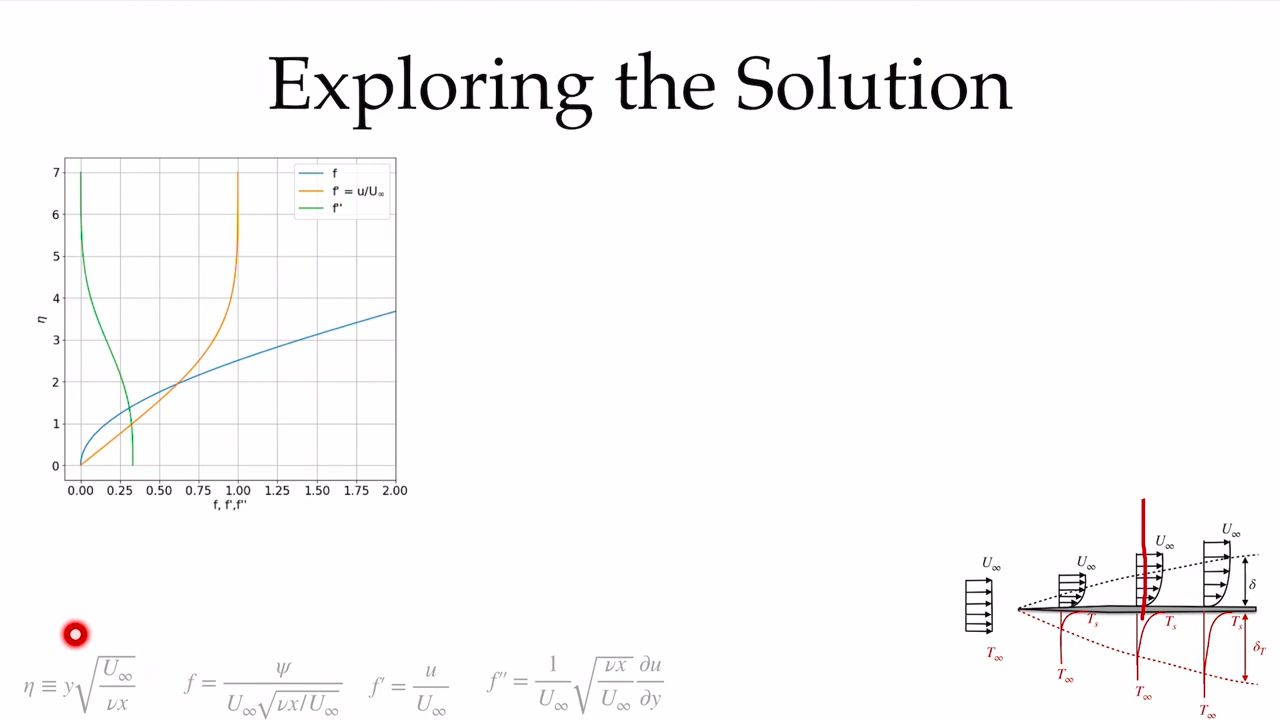 Exploring the Solution
7
6
5
4
3
2
1
0
η
f
f' = u/U∞
f''
0.00 0.25 0.50 0.75 1.00 1.25 1.50 1.75 2.00
f, f',f''
U∞ U∞ U∞ U∞
δ
Ts Ts Ts
T∞ T∞ T∞ T∞
δT
η ≡ y√(U∞/νx) f = ψ/(U∞√(νx/U∞)) f′ = u/U∞ f″ = (1/U∞)√(νx/U∞) ∂u/∂y